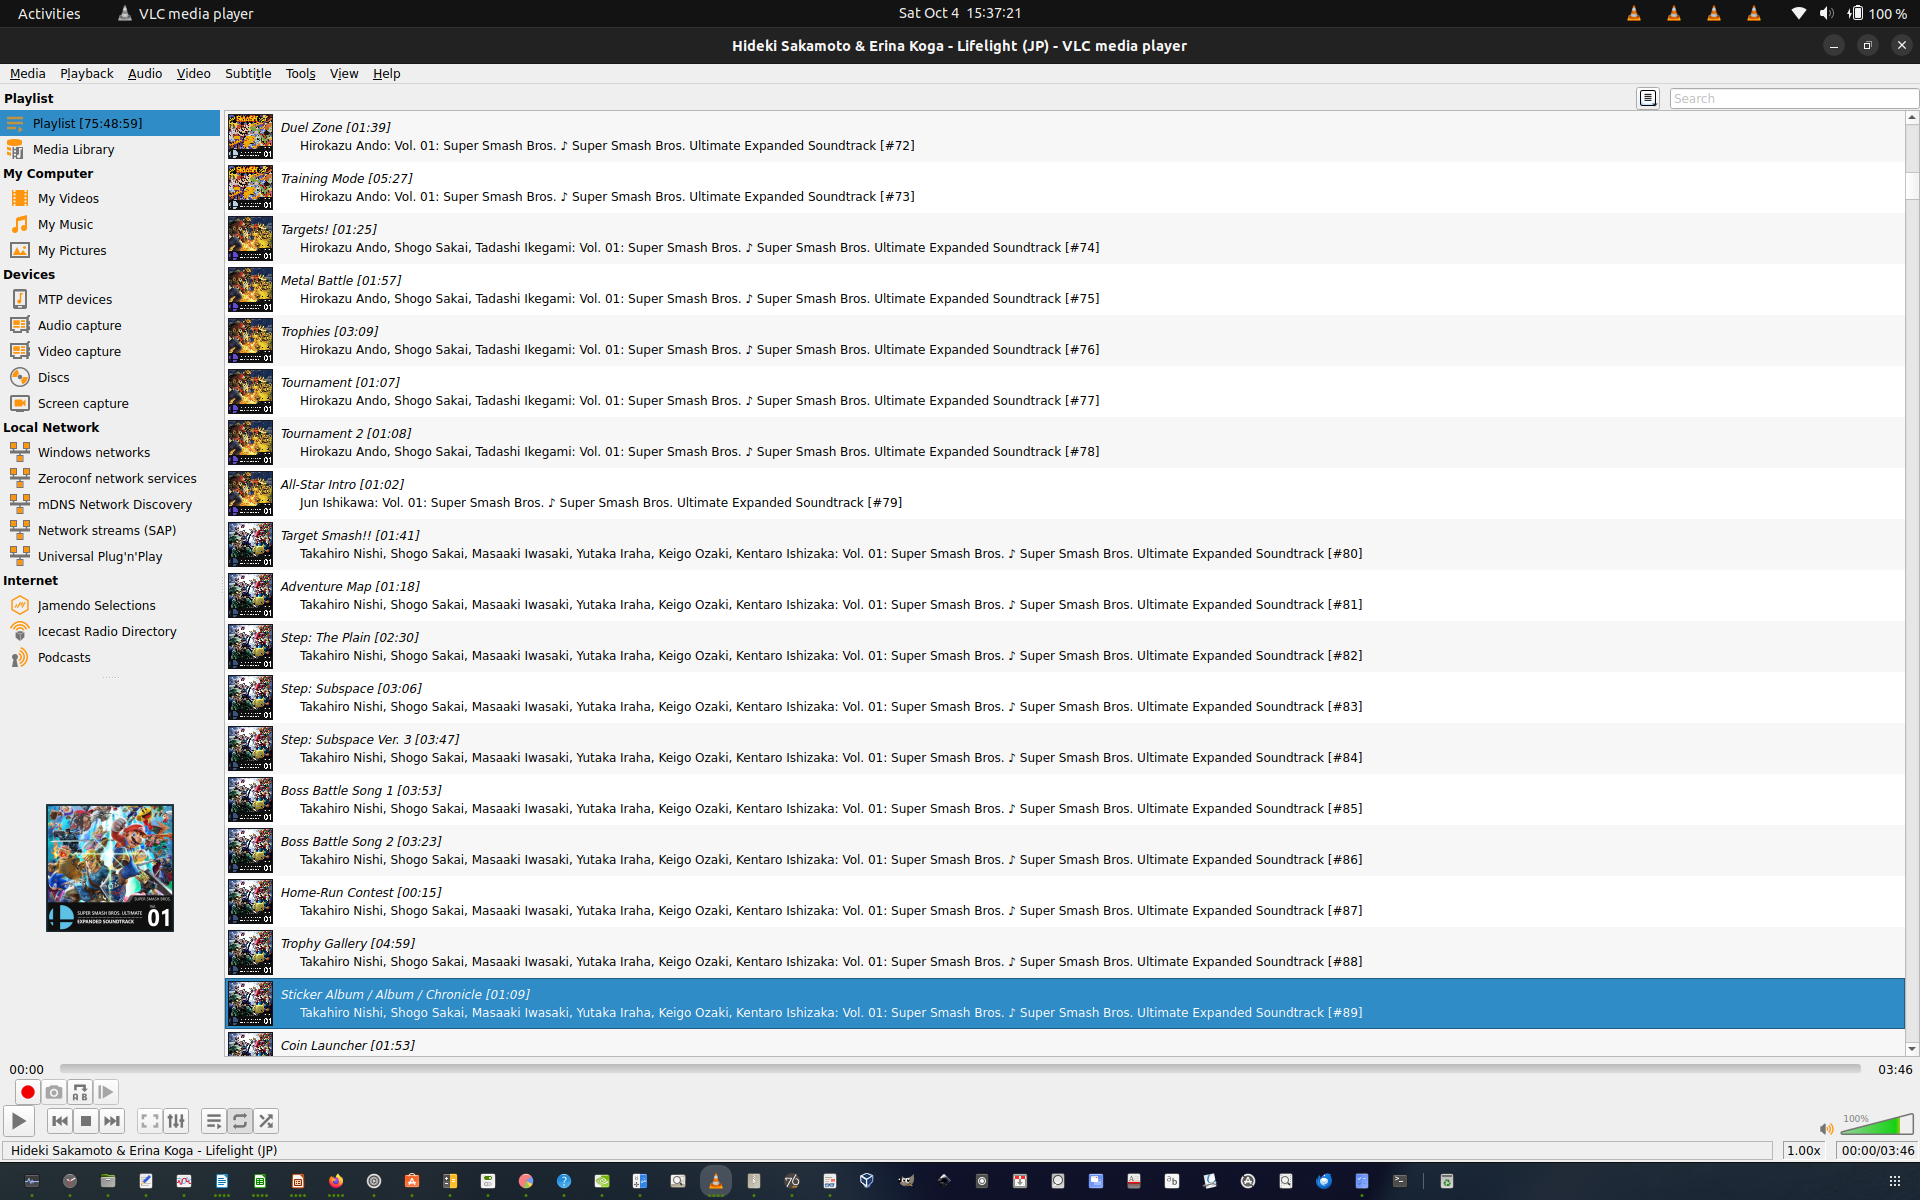 Activities
VLC media player
Sat Oct 4 15:37:21
100 %
Hideki Sakamoto & Erina Koga - Lifelight (JP) - VLC media player
Media Playback Audio Video Subtitle Tools View Help
Playlist
Search
Playlist [75:48:59]
Media Library
My Computer
My Videos
My Music
My Pictures
Devices
MTP devices
Audio capture
Video capture
Discs
Screen capture
Local Network
Windows networks
Zeroconf network services
mDNS Network Discovery
Network streams (SAP)
Universal Plug'n'Play
Internet
Jamendo Selections
Icecast Radio Directory
Podcasts
Duel Zone [01:39]
Hirokazu Ando: Vol. 01: Super Smash Bros. ♪ Super Smash Bros. Ultimate Expanded Soundtrack [#72]
Training Mode [05:27]
Hirokazu Ando: Vol. 01: Super Smash Bros. ♪ Super Smash Bros. Ultimate Expanded Soundtrack [#73]
Targets! [01:25]
Hirokazu Ando, Shogo Sakai, Tadashi Ikegami: Vol. 01: Super Smash Bros. ♪ Super Smash Bros. Ultimate Expanded Soundtrack [#74]
Metal Battle [01:57]
Hirokazu Ando, Shogo Sakai, Tadashi Ikegami: Vol. 01: Super Smash Bros. ♪ Super Smash Bros. Ultimate Expanded Soundtrack [#75]
Trophies [03:09]
Hirokazu Ando, Shogo Sakai, Tadashi Ikegami: Vol. 01: Super Smash Bros. ♪ Super Smash Bros. Ultimate Expanded Soundtrack [#76]
Tournament [01:07]
Hirokazu Ando, Shogo Sakai, Tadashi Ikegami: Vol. 01: Super Smash Bros. ♪ Super Smash Bros. Ultimate Expanded Soundtrack [#77]
Tournament 2 [01:08]
Hirokazu Ando, Shogo Sakai, Tadashi Ikegami: Vol. 01: Super Smash Bros. ♪ Super Smash Bros. Ultimate Expanded Soundtrack [#78]
All-Star Intro [01:02]
Jun Ishikawa: Vol. 01: Super Smash Bros. ♪ Super Smash Bros. Ultimate Expanded Soundtrack [#79]
Target Smash!! [01:41]
Takahiro Nishi, Shogo Sakai, Masaaki Iwasaki, Yutaka Iraha, Keigo Ozaki, Kentaro Ishizaka: Vol. 01: Super Smash Bros. ♪ Super Smash Bros. Ultimate Expanded Soundtrack [#80]
Adventure Map [01:18]
Takahiro Nishi, Shogo Sakai, Masaaki Iwasaki, Yutaka Iraha, Keigo Ozaki, Kentaro Ishizaka: Vol. 01: Super Smash Bros. ♪ Super Smash Bros. Ultimate Expanded Soundtrack [#81]
Step: The Plain [02:30]
Takahiro Nishi, Shogo Sakai, Masaaki Iwasaki, Yutaka Iraha, Keigo Ozaki, Kentaro Ishizaka: Vol. 01: Super Smash Bros. ♪ Super Smash Bros. Ultimate Expanded Soundtrack [#82]
Step: Subspace [03:06]
Takahiro Nishi, Shogo Sakai, Masaaki Iwasaki, Yutaka Iraha, Keigo Ozaki, Kentaro Ishizaka: Vol. 01: Super Smash Bros. ♪ Super Smash Bros. Ultimate Expanded Soundtrack [#83]
Step: Subspace Ver. 3 [03:47]
Takahiro Nishi, Shogo Sakai, Masaaki Iwasaki, Yutaka Iraha, Keigo Ozaki, Kentaro Ishizaka: Vol. 01: Super Smash Bros. ♪ Super Smash Bros. Ultimate Expanded Soundtrack [#84]
Boss Battle Song 1 [03:53]
Takahiro Nishi, Shogo Sakai, Masaaki Iwasaki, Yutaka Iraha, Keigo Ozaki, Kentaro Ishizaka: Vol. 01: Super Smash Bros. ♪ Super Smash Bros. Ultimate Expanded Soundtrack [#85]
Boss Battle Song 2 [03:23]
Takahiro Nishi, Shogo Sakai, Masaaki Iwasaki, Yutaka Iraha, Keigo Ozaki, Kentaro Ishizaka: Vol. 01: Super Smash Bros. ♪ Super Smash Bros. Ultimate Expanded Soundtrack [#86]
Home-Run Contest [00:15]
Takahiro Nishi, Shogo Sakai, Masaaki Iwasaki, Yutaka Iraha, Keigo Ozaki, Kentaro Ishizaka: Vol. 01: Super Smash Bros. ♪ Super Smash Bros. Ultimate Expanded Soundtrack [#87]
Trophy Gallery [04:59]
Takahiro Nishi, Shogo Sakai, Masaaki Iwasaki, Yutaka Iraha, Keigo Ozaki, Kentaro Ishizaka: Vol. 01: Super Smash Bros. ♪ Super Smash Bros. Ultimate Expanded Soundtrack [#88]
Sticker Album / Album / Chronicle [01:09]
Takahiro Nishi, Shogo Sakai, Masaaki Iwasaki, Yutaka Iraha, Keigo Ozaki, Kentaro Ishizaka: Vol. 01: Super Smash Bros. ♪ Super Smash Bros. Ultimate Expanded Soundtrack [#89]
Coin Launcher [01:53]
SUPER SMASH BROS.
SUPER SMASH BROS. ULTIMATE
EXPANDED SOUNDTRACK
01
00:00
03:46
100%
Hideki Sakamoto & Erina Koga - Lifelight (JP)
1.00x
00:00/03:46